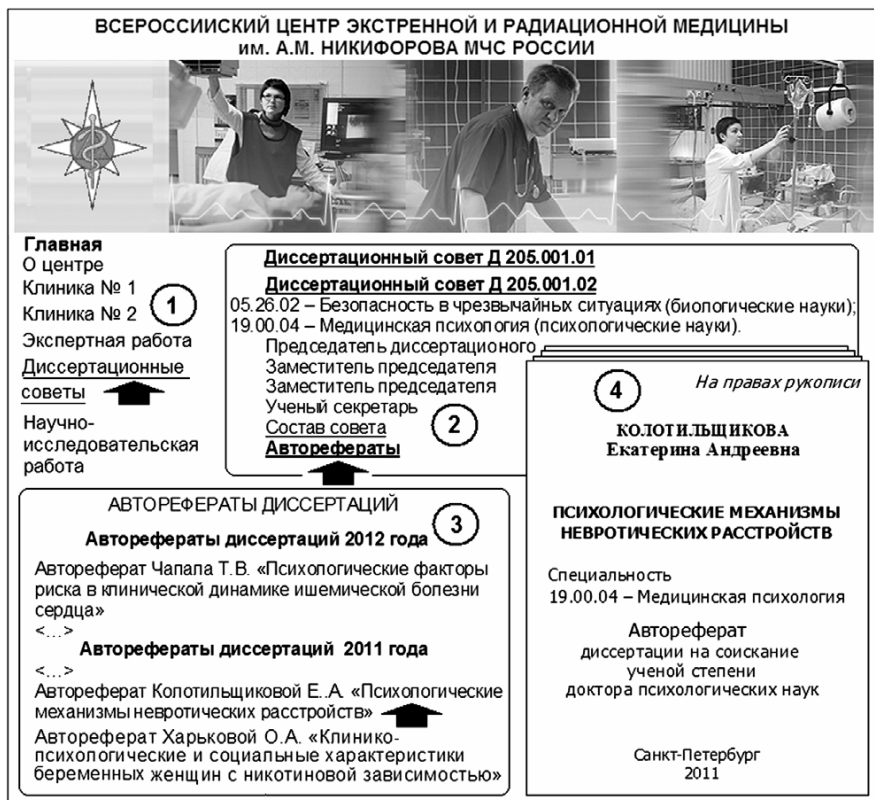 ВСЕРОССИИСКИЙ ЦЕНТР ЭКСТРЕННОЙ И РАДИАЦИОННОЙ МЕДИЦИНЫ
им. А.М. НИКИФОРОВА МЧС РОССИИ
Главная
О центре
Клиника № 1
Клиника № 2
Экспертная работа
Диссертационные
советы
Научно-
исследовательская
работа
1
Диссертационный совет Д 205.001.01
Диссертационный совет Д 205.001.02
05.26.02 – Безопасность в чрезвычайных ситуациях (биологические науки);
19.00.04 – Медицинская психология (психологические науки).
Председатель диссертационого
Заместитель председателя
Заместитель председателя
Ученый секретарь
Состав совета
Авторефераты
2
АВТОРЕФЕРАТЫ ДИССЕРТАЦИЙ
3
Авторефераты диссертаций 2012 года
Автореферат Чапала Т.В. «Психологические факторы
риска в клинической динамике ишемической болезни
сердца»
<...>
Авторефераты диссертаций 2011 года
<...>
Автореферат Колотильщиковой Е..А. «Психологические
механизмы невротических расстройств»
Автореферат Харьковой О.А. «Клинико-
психологические и социальные характеристики
беременных женщин с никотиновой зависимостью»
4
На правах рукописи
КОЛОТИЛЬЩИКОВА
Екатерина Андреевна
ПСИХОЛОГИЧЕСКИЕ МЕХАНИЗМЫ
НЕВРОТИЧЕСКИХ РАССТРОЙСТВ
Специальность
19.00.04 – Медицинская психология
Автореферат
диссертации на соискание
ученой степени
доктора психологических наук
Санкт-Петербург
2011